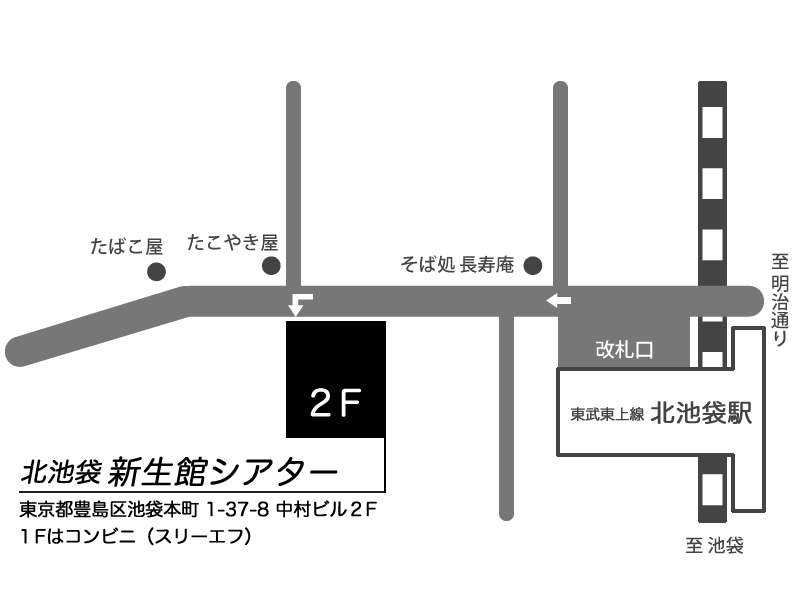 たばこ屋
たこやき屋
そば処 長寿庵
至 明治通り
改札口
東武東上線 北池袋駅
2F
北池袋 新生館シアター
東京都豊島区池袋本町 1-37-8 中村ビル2F
1Fはコンビニ（スリーエフ）
至 池袋